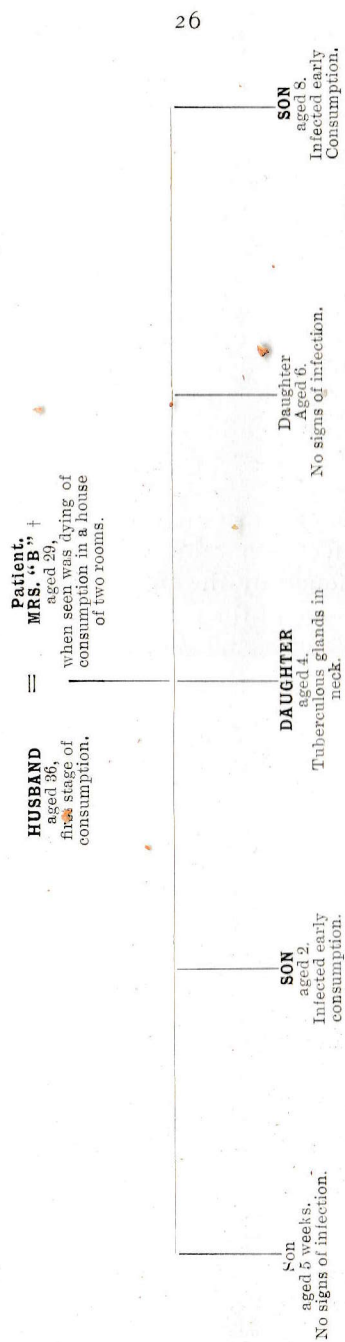 26
HUSBAND
aged 36,
first stage of
consumption.
=
Patient.
MRS. “B” †
aged 29,
when seen was dying of
consumption in a house
of two rooms.
Son
aged 5 weeks.
No signs of infection.
SON
aged 2.
Infected early
consumption.
DAUGHTER
aged 4.
Tuberculous glands in
neck.
Daughter
Aged 6.
No signs of infection.
SON
aged 8.
Infected early
Consumption.